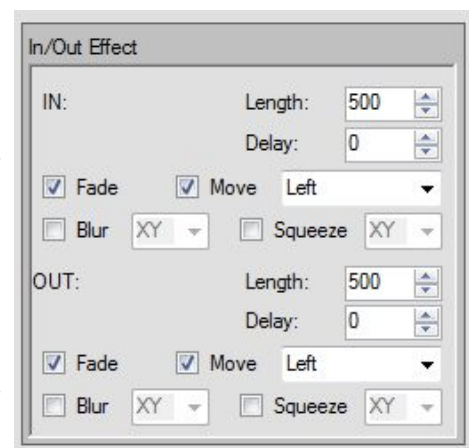 In/Out Effect
IN: Length: 500
Delay: 0
Fade Move Left
Blur XY Squeeze XY
OUT: Length: 500
Delay: 0
Fade Move Left
Blur XY Squeeze XY